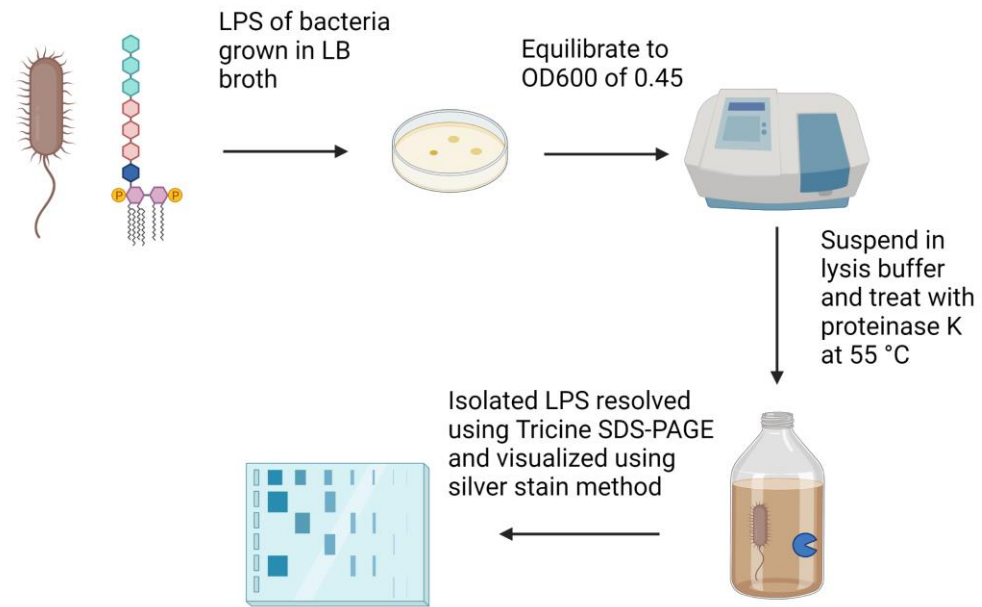 LPS of bacteria
grown in LB
broth
Equilibrate to
OD600 of 0.45
P
P
Suspend in
lysis buffer
and treat with
proteinase K
at 55 °C
Isolated LPS resolved
using Tricine SDS-PAGE
and visualized using
silver stain method